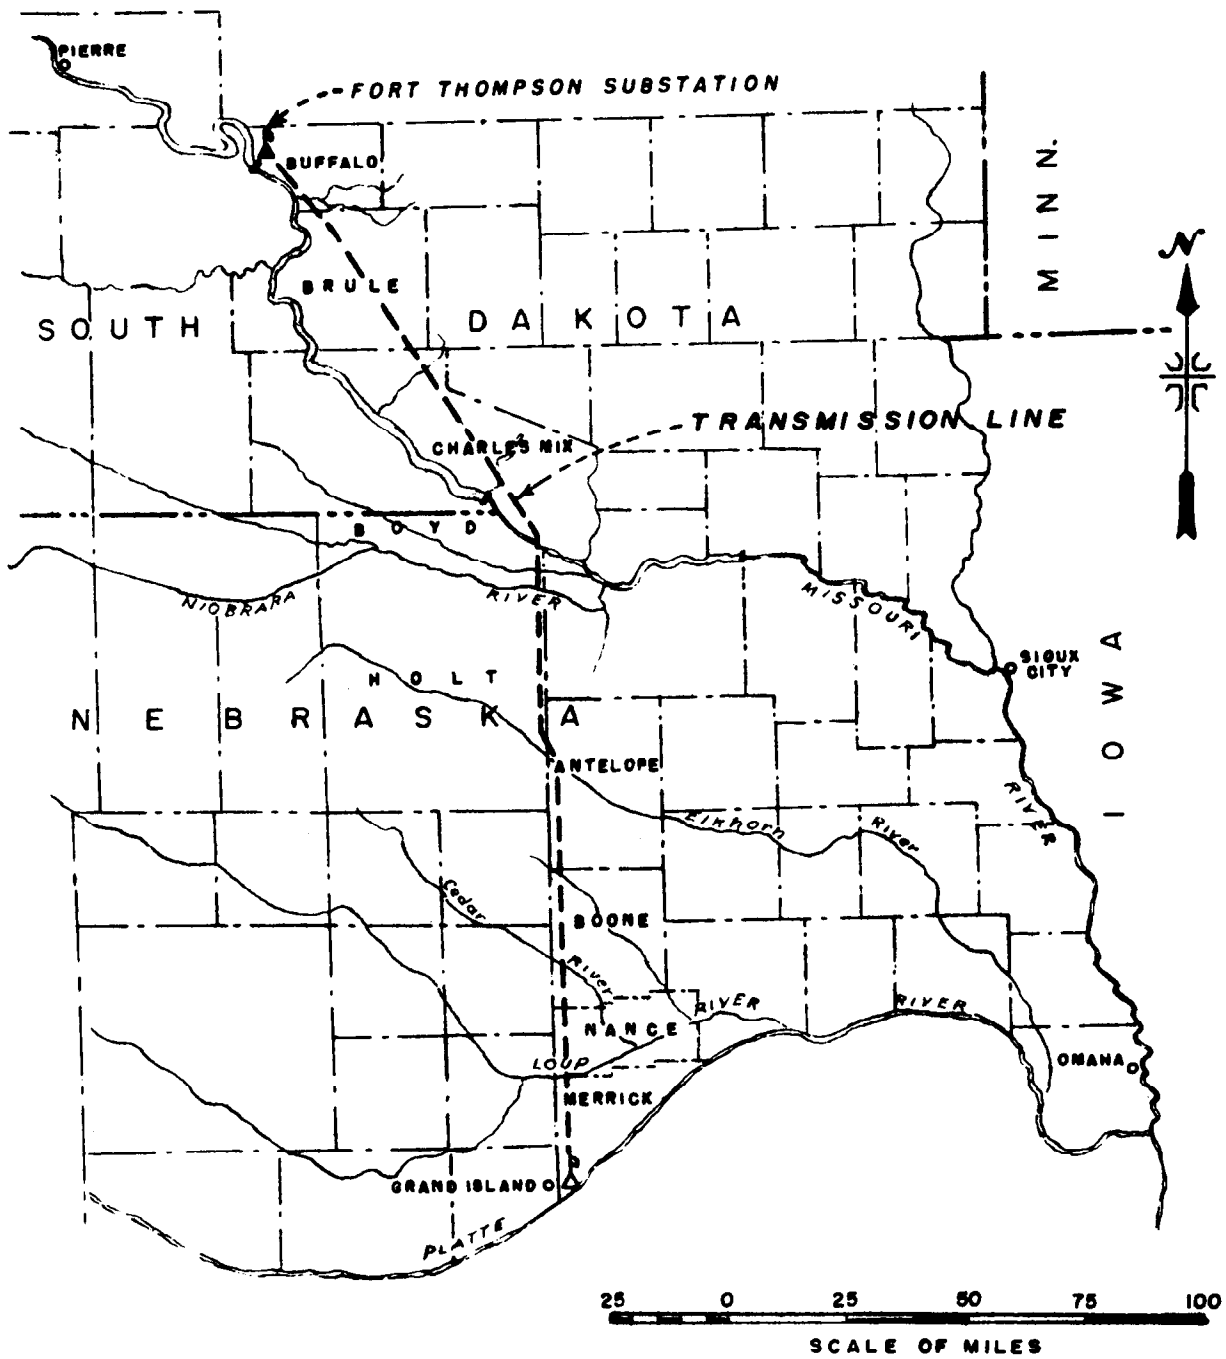 PIERRE
FORT THOMPSON SUBSTATION
BUFFALO
MINN.
N
BRULE
SOUTH DAKOTA
TRANSMISSION LINE
CHARLES MIX
BOYD
NIOBRARA RIVER
MISSOURI RIVER
SIOUX
CITY
IOWA
HOLT
NEBRASKA
ANTELOPE
Elkhorn River
Cedar River
BOONE
RIVER
RIVER
NANCE
LOUP
OMAHA
MERRICK
GRAND ISLAND
PLATTE
25 0 25 50 75 100
SCALE OF MILES